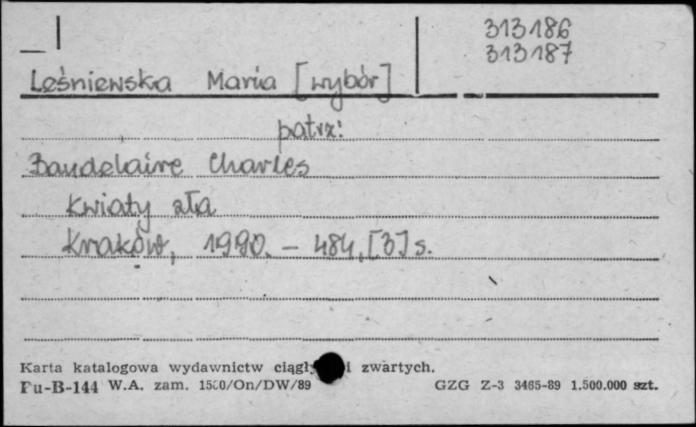 313186
313187
Leśniewska Maria [wybór]
patrz:
Baudelaire Charles
Kwiaty zła
Kraków, 1990. – 484, [3] s.
Karta katalogowa wydawnictw i zwartych.
Pu-B-144 W.A. zam. 1500/On/DW/89 GZG Z-3 3465-89 1.500.000 szt.